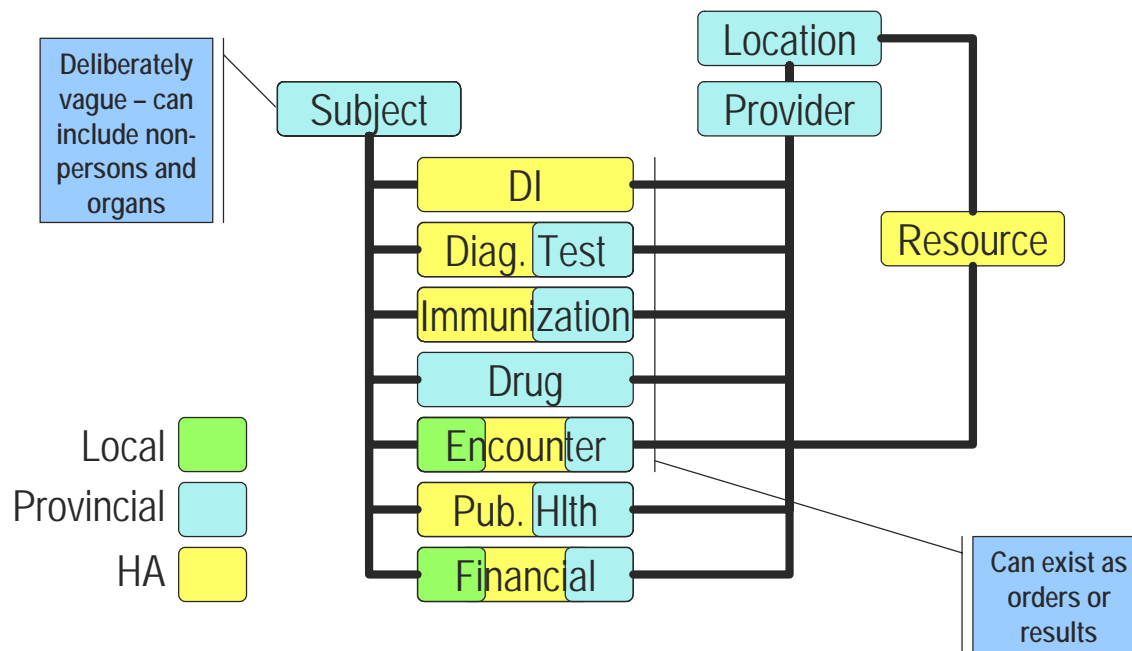 Deliberately
vague – can
include non-
persons and
organs
Subject
Location
Provider
DI
Diag. Test
Immunization
Drug
Encounter
Pub. Hlth
Financial
Resource
Local
Provincial
HA
Can exist as
orders or
results